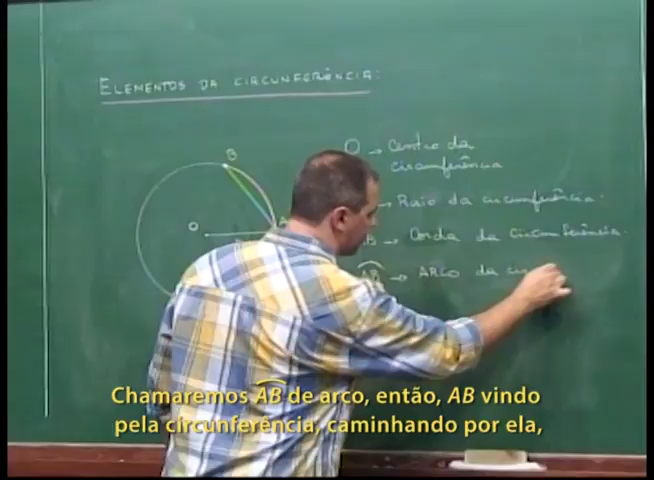 ELEMENTOS DA CIRCUNFERÊNCIA:
B
O
O → Centro da
circunferência
→ Raio da circunferência.
B → Corda da circunferência.
AB → ARCO da cir
Chamaremos AB de arco, então, AB vindo
pela circunferência, caminhando por ela,